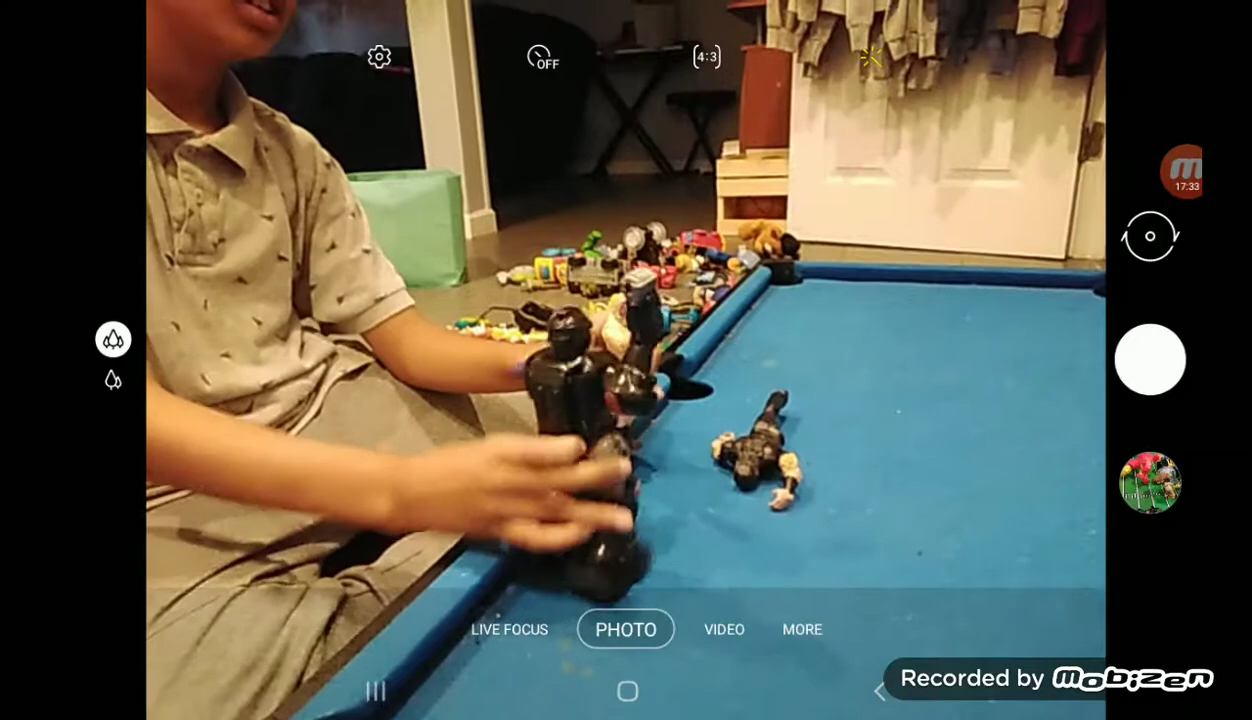 OFF
4:3
17:33
LIVE FOCUS
PHOTO
VIDEO
MORE
Recorded by mobizen